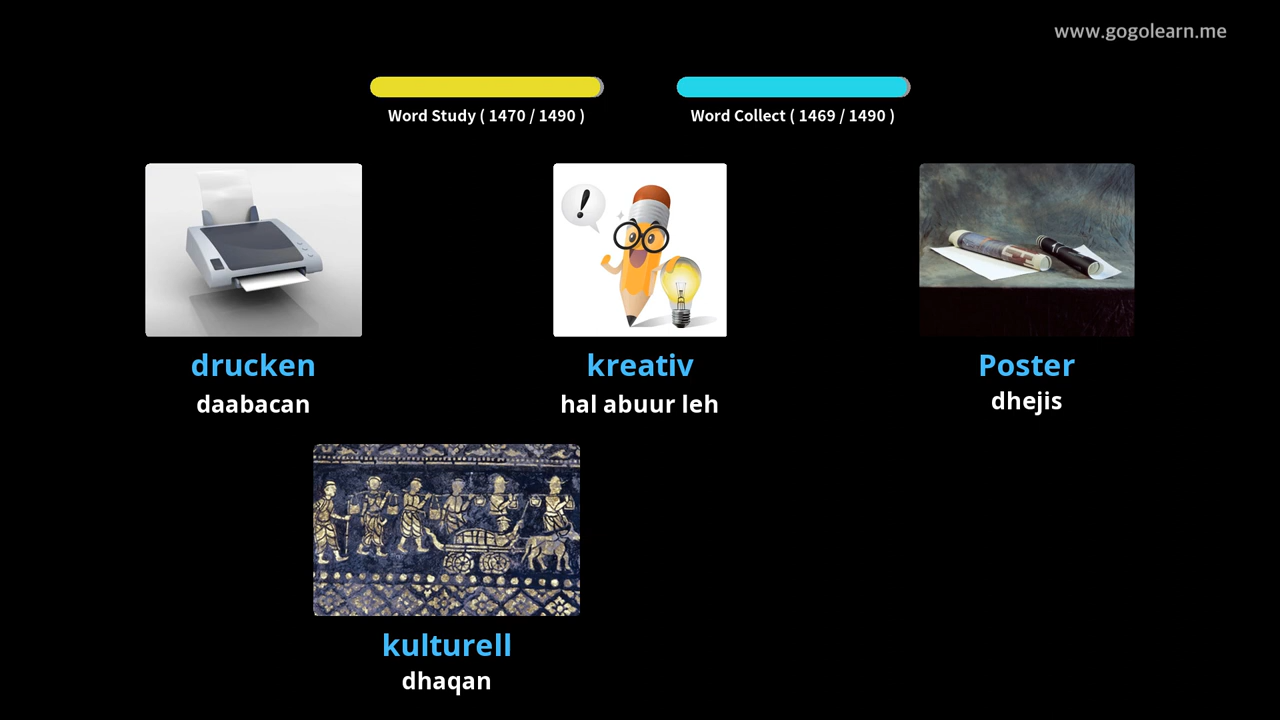 www.gogolearn.me
Word Study ( 1470 / 1490 )
Word Collect ( 1469 / 1490 )
drucken
daabacan
kreativ
hal abuur leh
Poster
dhejis
kulturell
dhaqan